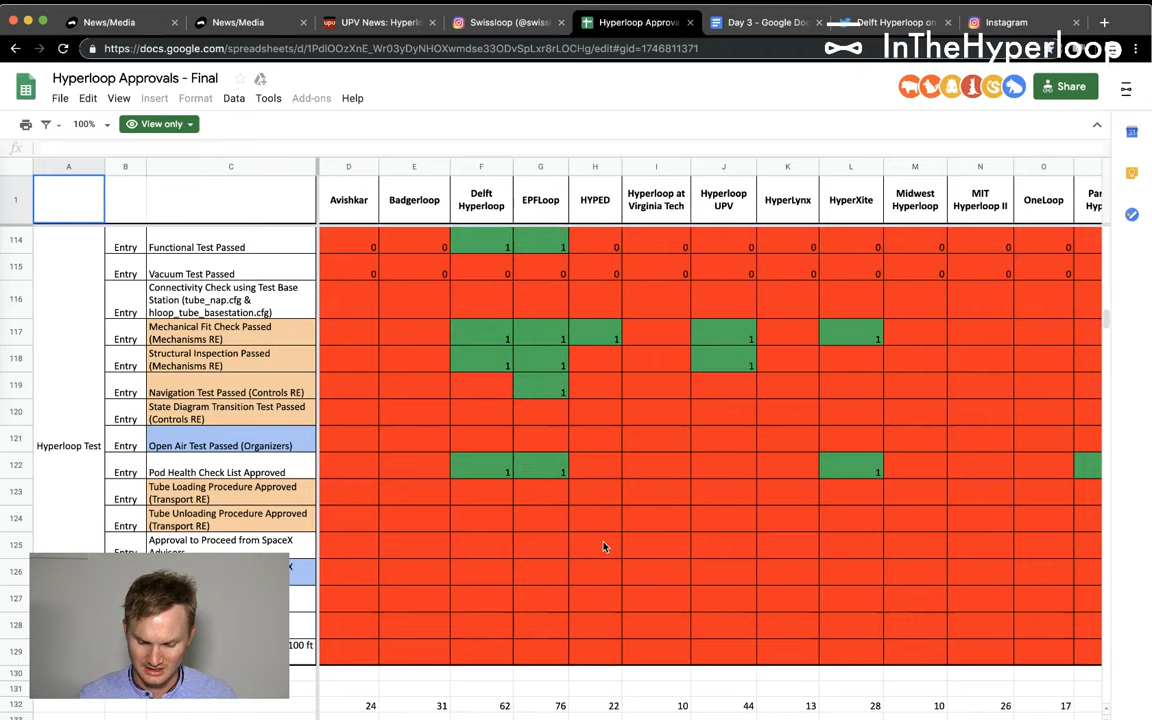 News/Media
News/Media
UPV News: Hyperlo
Swissloop (@swiss
Hyperloop Approva
Day 3 - Google Doc
Delft Hyperloop on
Instagram
https://docs.google.com/spreadsheets/d/1PdIOOzXnE_Wr03yDyNHOXwmdse33ODvSpLxr8rLOCHg/edit#gid=1746811371
InTheHyperloop
Hyperloop Approvals - Final
File Edit View Insert Format Data Tools Add-ons Help
Share
100% View only
fx
A B C D E F G H I J K L M N O
1 Avishkar Badgerloop Delft Hyperloop EPFLoop HYPED Hyperloop at Virginia Tech Hyperloop UPV HyperLynx HyperXite Midwest Hyperloop MIT Hyperloop II OneLoop Par Hyp
114 Entry Functional Test Passed 0 0 1 1 0 0 0 0 0 0 0 0
115 Entry Vacuum Test Passed 0 0 0 0 0 0 0 0 0 0 0 0
116 Entry Connectivity Check using Test Base
Station (tube_nap.cfg &
hloop_tube_basestation.cfg)
117 Entry Mechanical Fit Check Passed
(Mechanisms RE) 1 1 1 1 1
118 Entry Structural Inspection Passed
(Mechanisms RE) 1 1 1
119 Entry Navigation Test Passed (Controls RE) 1
120 Entry State Diagram Transition Test Passed
(Controls RE)
121 Hyperloop Test Entry Open Air Test Passed (Organizers)
122 Entry Pod Health Check List Approved 1 1 1
123 Entry Tube Loading Procedure Approved
(Transport RE)
124 Entry Tube Unloading Procedure Approved
(Transport RE)
125 Entry Approval to Proceed from SpaceX
Advisors
126 X
127
128
129 100 ft
130
131
132 24 31 62 76 22 10 44 13 28 10 26 17